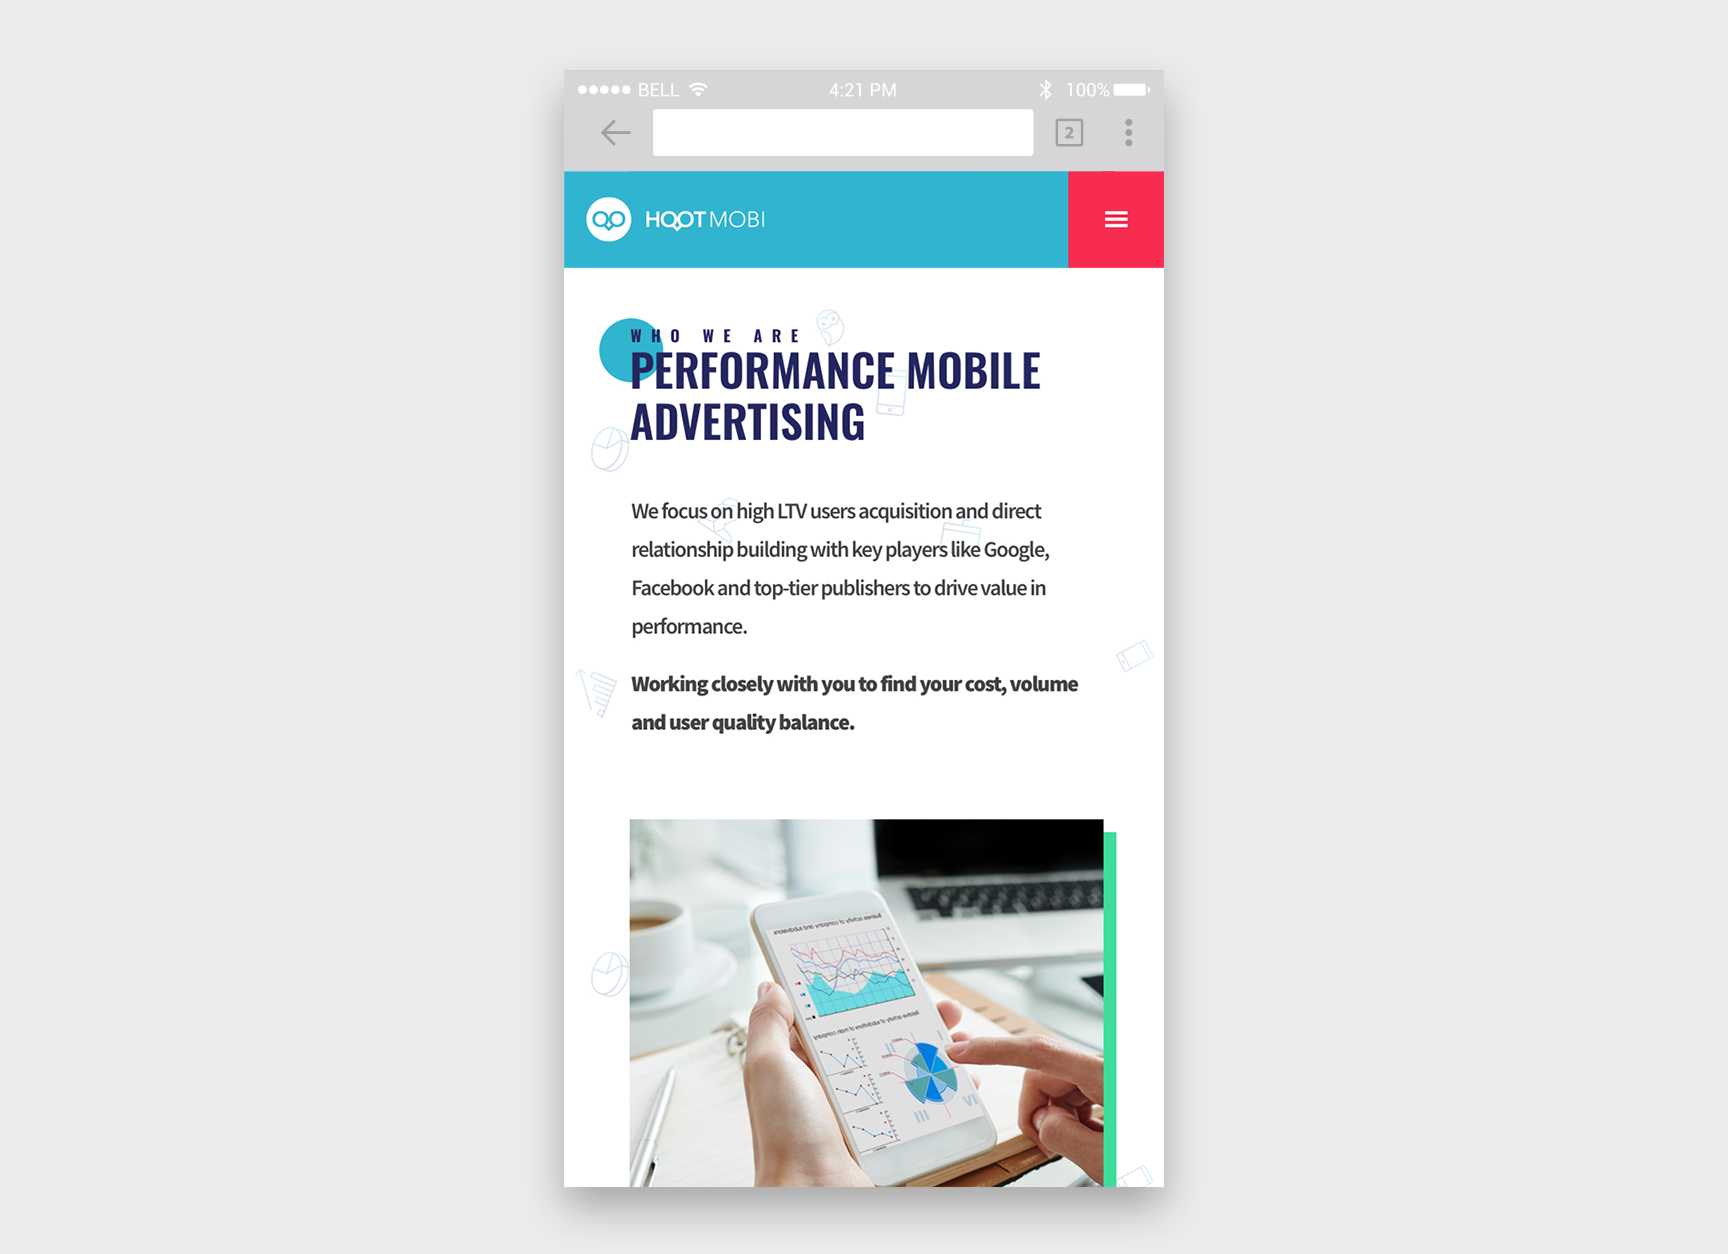 BELL 4:21 PM 100%
2
HOOTMOBI
WHO WE ARE
PERFORMANCE MOBILE
ADVERTISING
We focus on high LTV users acquisition and direct
relationship building with key players like Google,
Facebook and top-tier publishers to drive value in
performance.
Working closely with you to find your cost, volume
and user quality balance.
III
VI